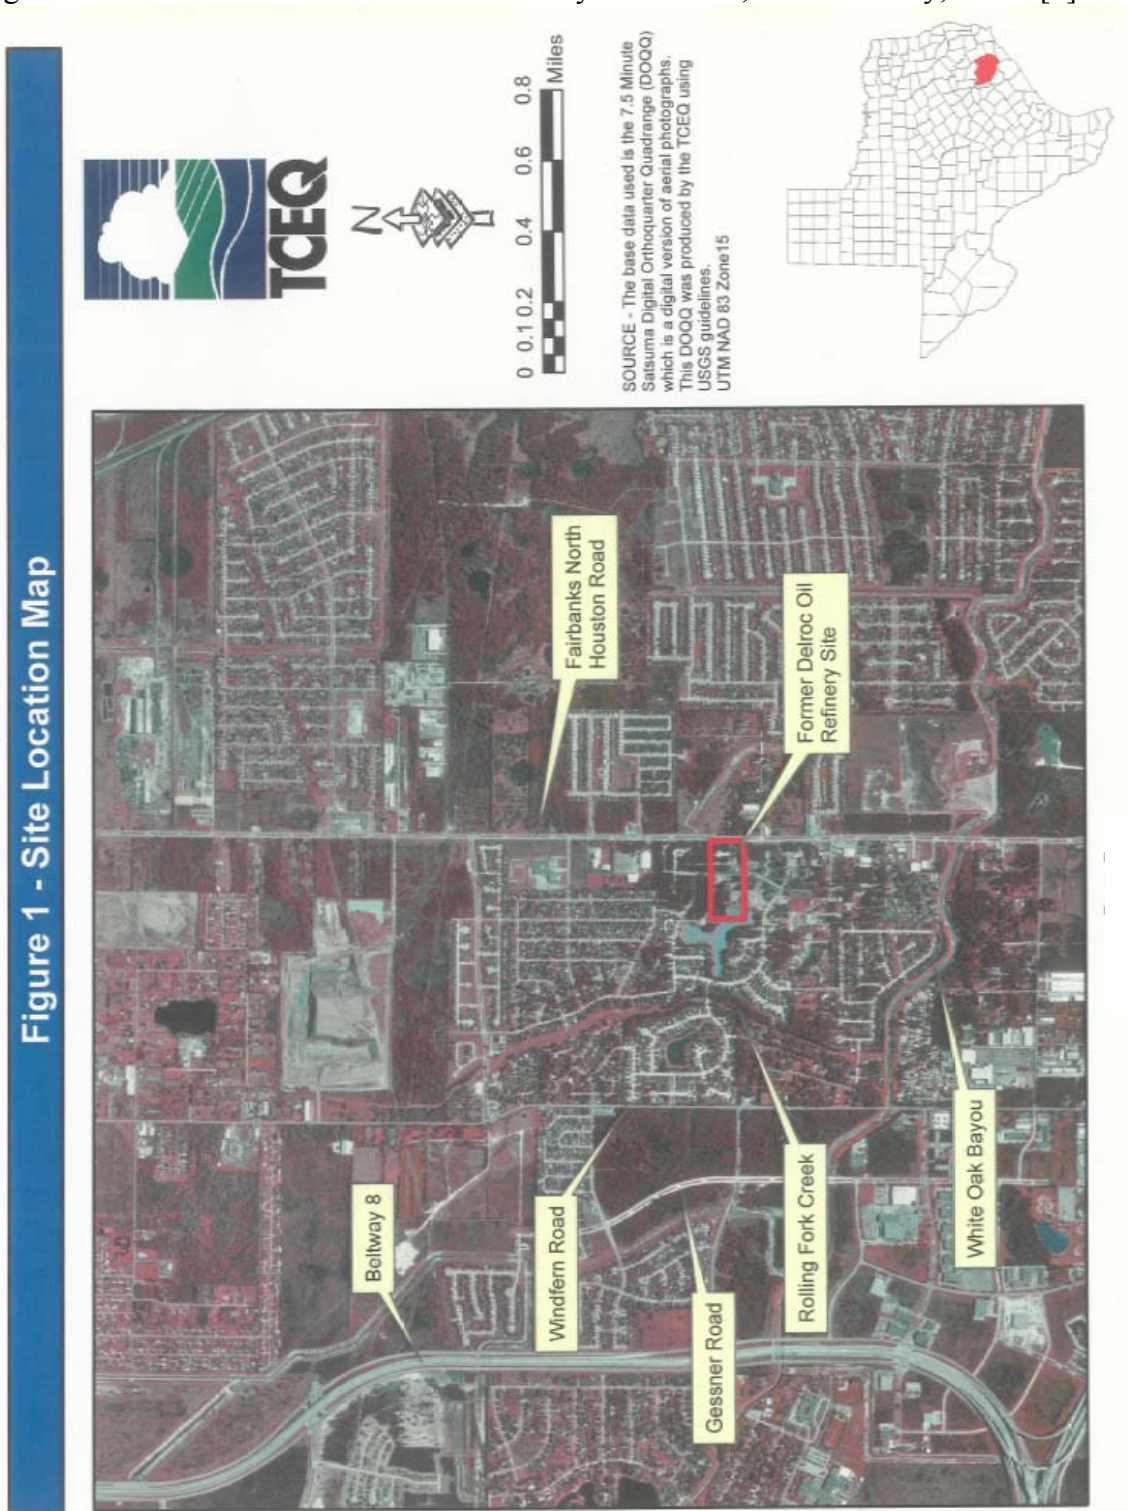 Figure 1 - Site Location Map
TCEQ
N
0 0.1 0.2 0.4 0.6 0.8
Miles
SOURCE - The base data used is the 7.5 Minute
Satsuma Digital Orthoquarter Quadrange (DOQQ)
which is a digital version of aerial photographs.
This DOQQ was produced by the TCEQ using
USGS guidelines.
UTM NAD 83 Zone15
Beltway 8
Windfern Road
Gessner Road
Rolling Fork Creek
White Oak Bayou
Fairbanks North
Houston Road
Former Delroc Oil
Refinery Site